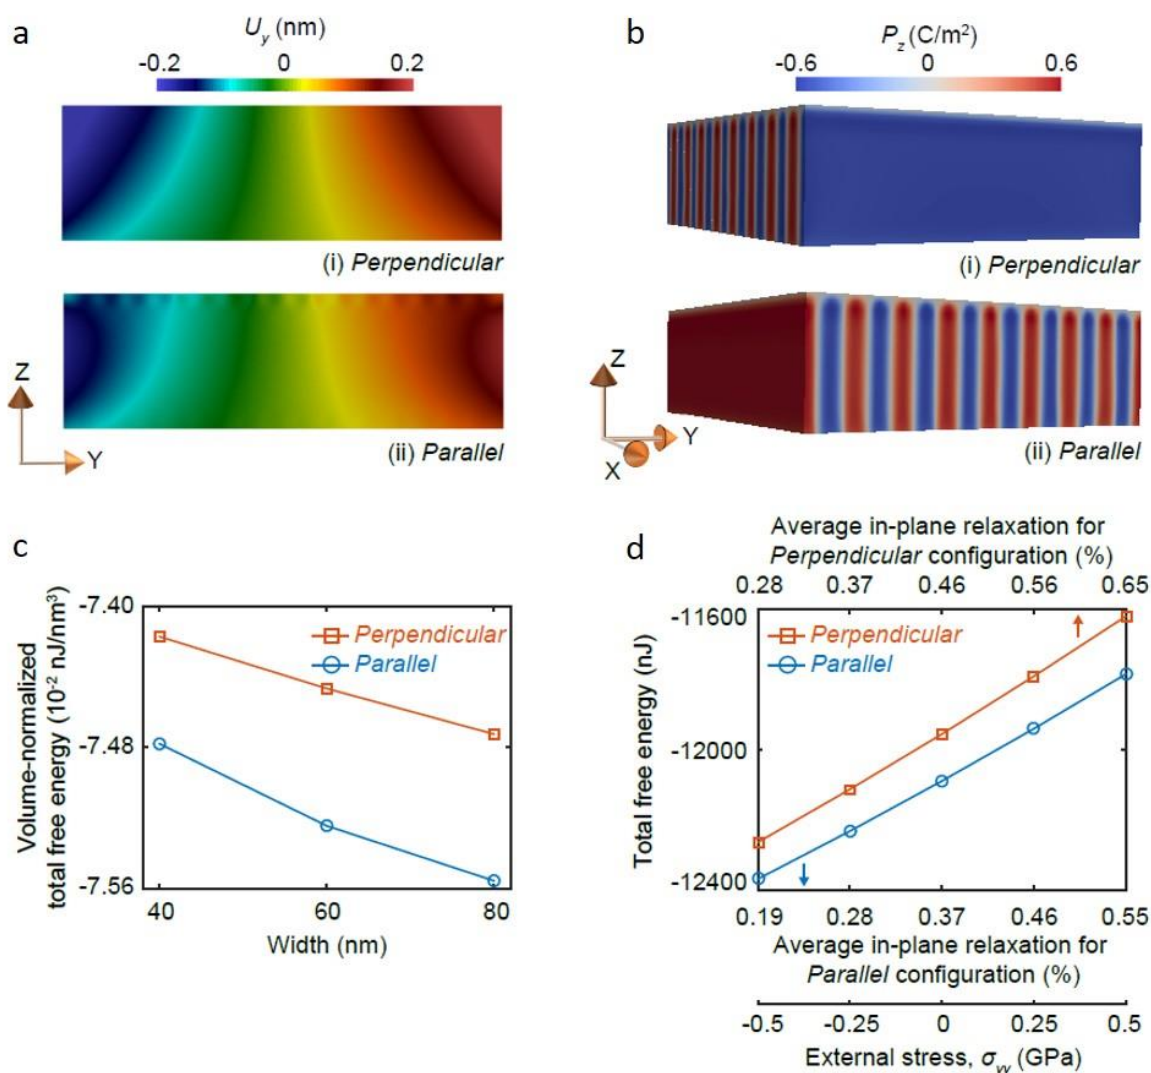 a
U_y (nm)
-0.2 0 0.2
(i) Perpendicular
(ii) Parallel
Z
Y
b
P_z (C/m²)
-0.6 0 0.6
(i) Perpendicular
Z
Y
X
(ii) Parallel
c
Volume-normalized
total free energy (10⁻² nJ/nm³)
-7.40
-7.48
-7.56
Perpendicular
Parallel
40 60 80
Width (nm)
d
Average in-plane relaxation for
Perpendicular configuration (%)
0.28 0.37 0.46 0.56 0.65
Total free energy (nJ)
-11600
-12000
-12400
Perpendicular
Parallel
0.19 0.28 0.37 0.46 0.55
Average in-plane relaxation for
Parallel configuration (%)
-0.5 -0.25 0 0.25 0.5
External stress, σ_yy (GPa)